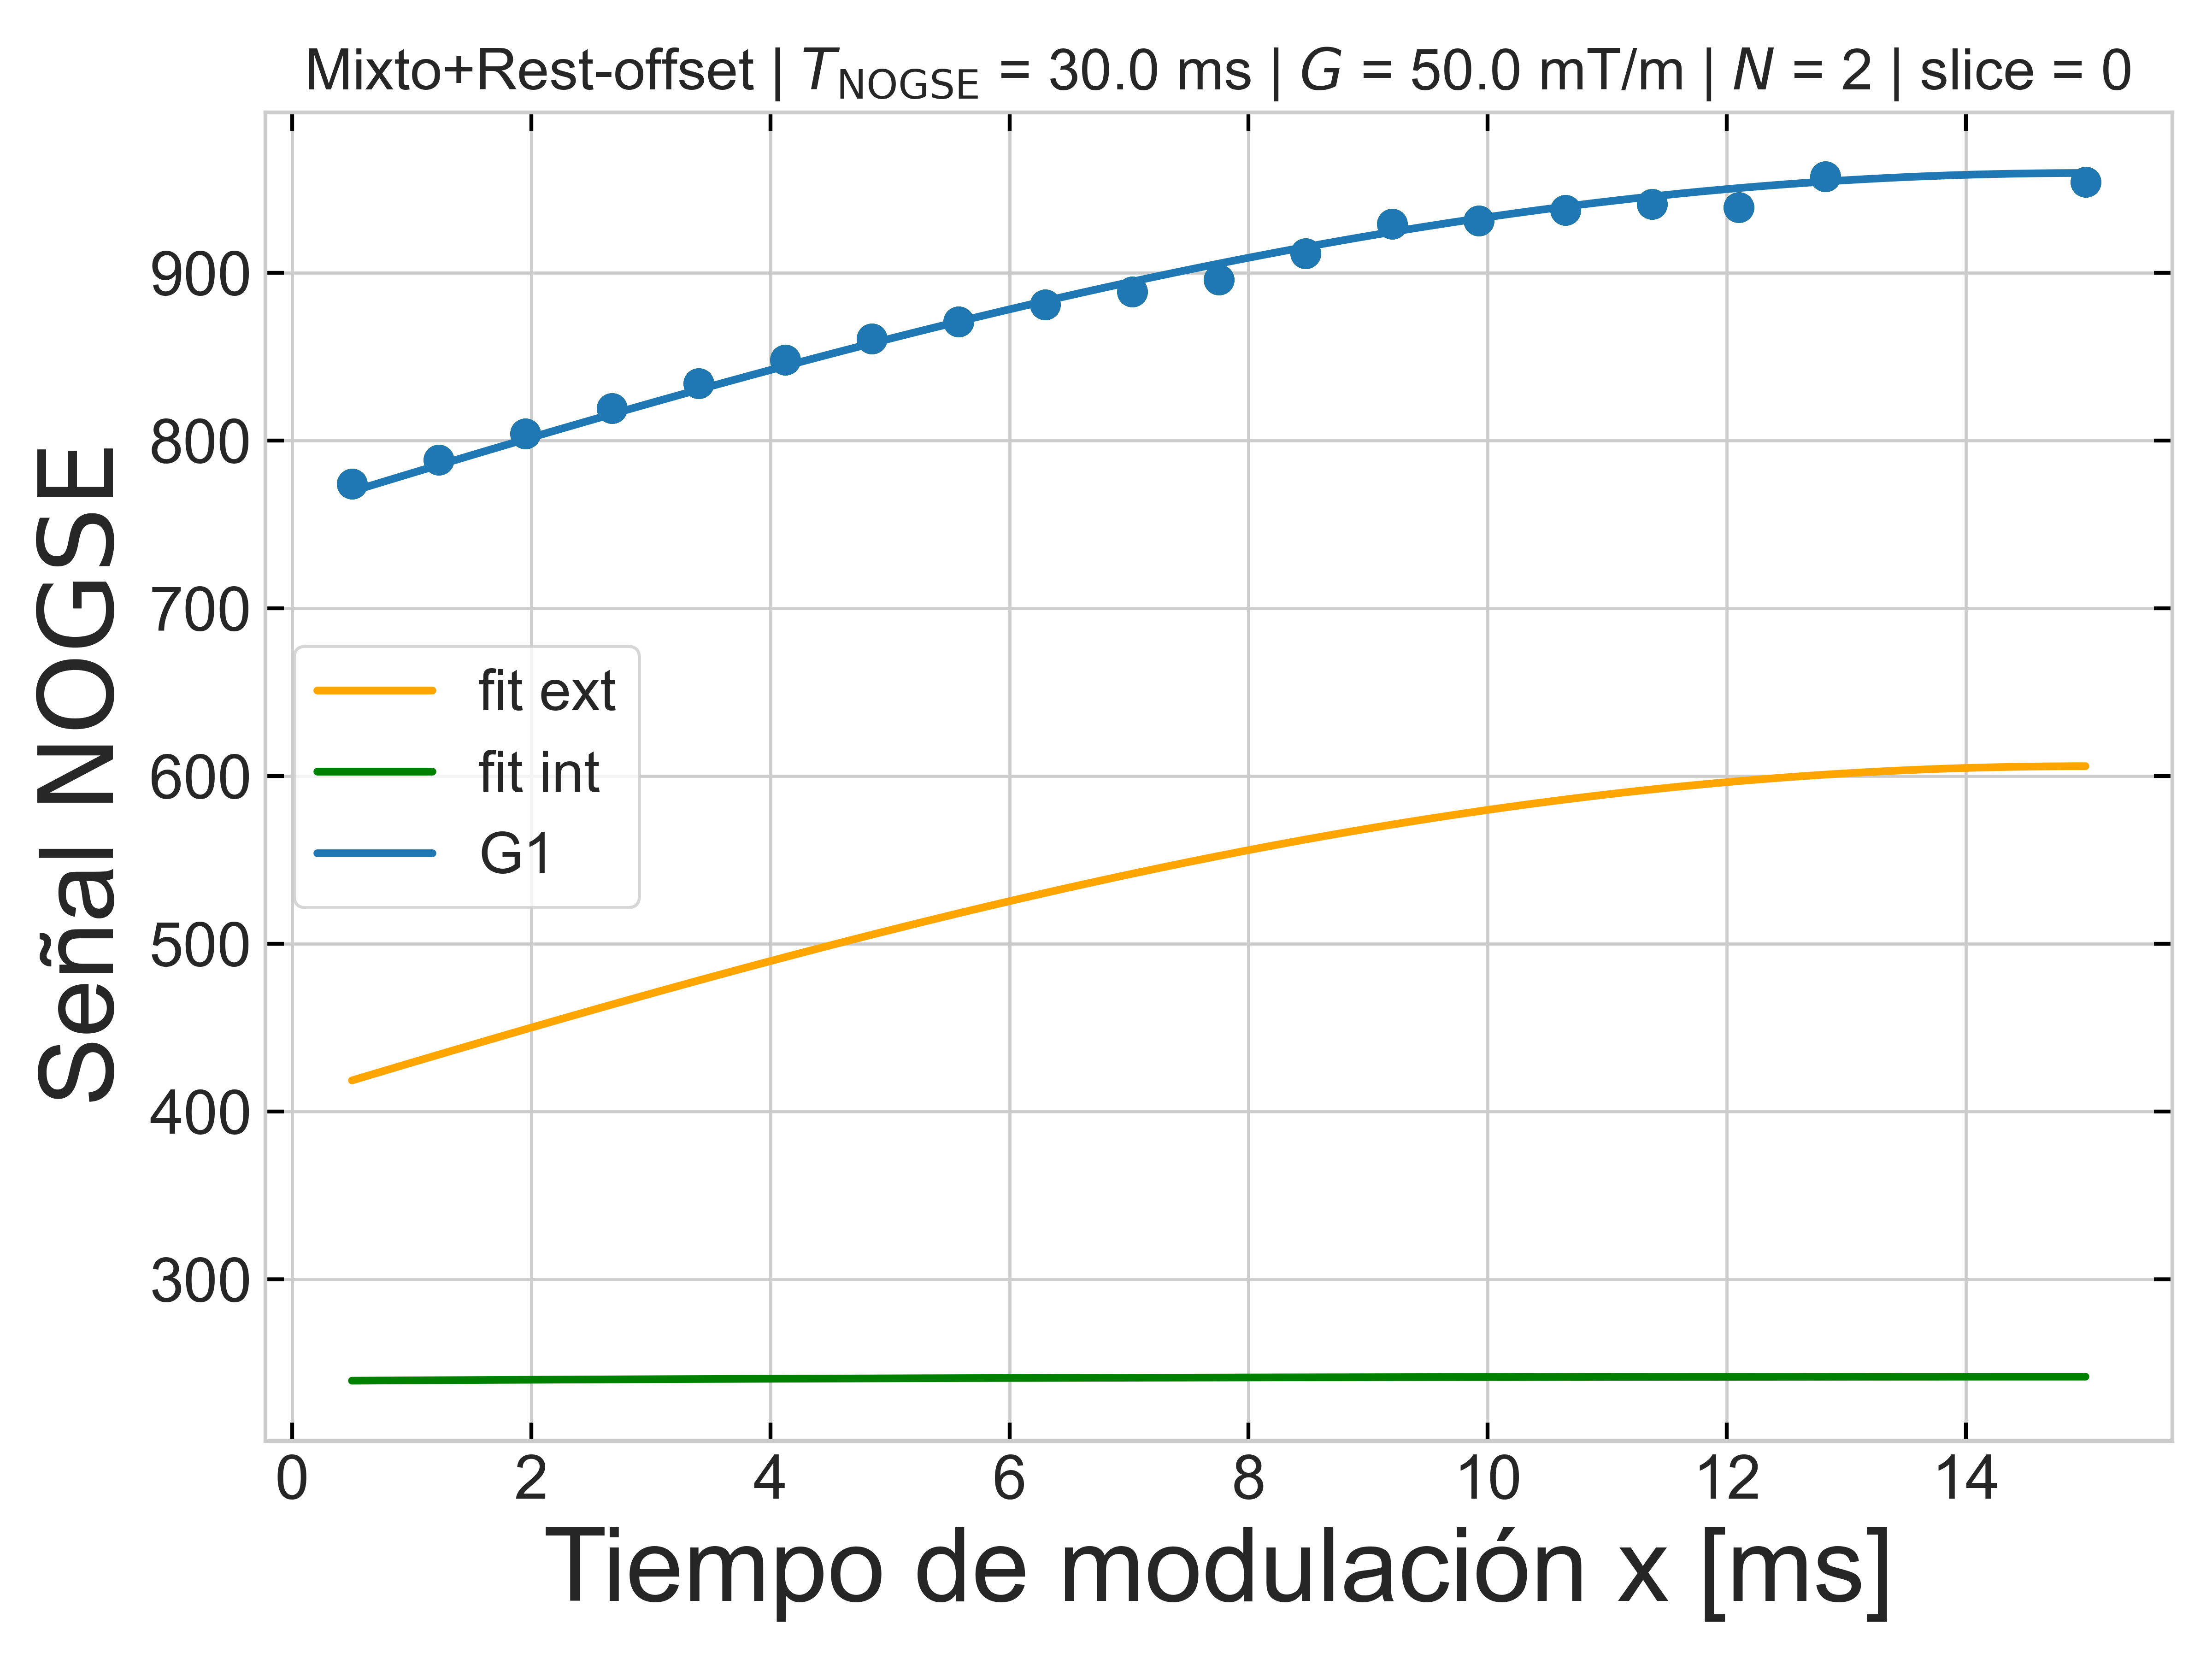 Mixto+Rest-offset | T_NOGSE = 30.0 ms | G = 50.0 mT/m | N = 2 | slice = 0
Señal NOGSE
900
800
700
600
500
400
300
fit ext
fit int
G1
0 2 4 6 8 10 12 14
Tiempo de modulación x [ms]